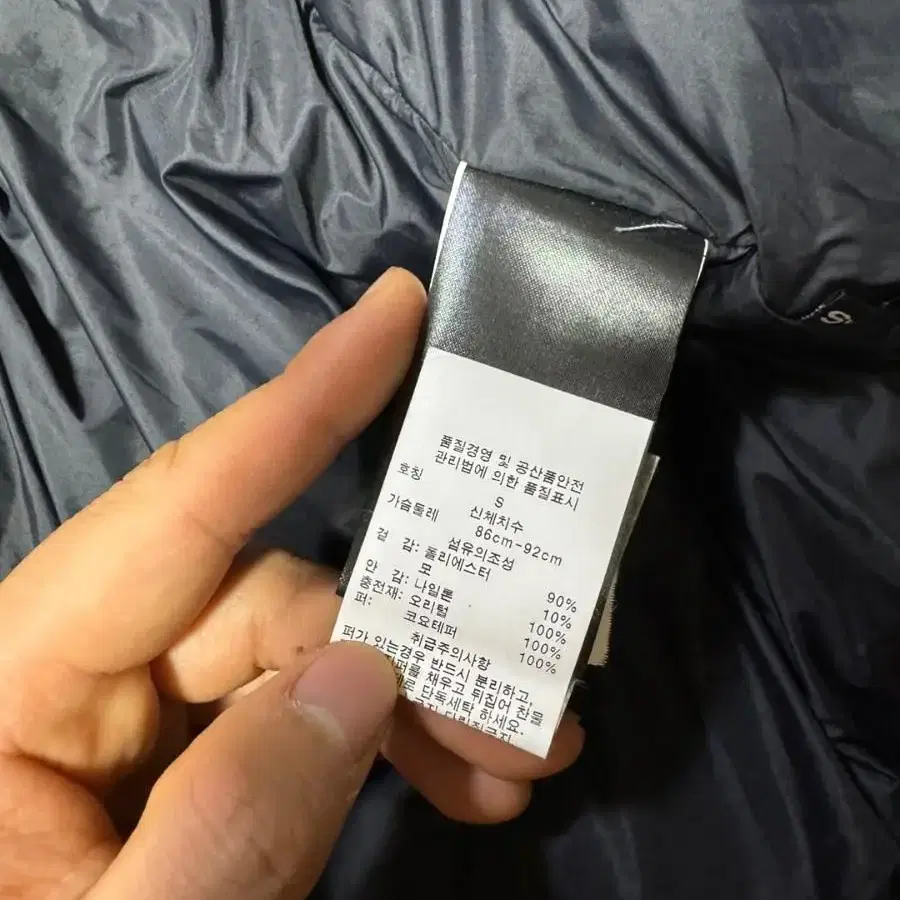 품질경영 및 공산품안전
관리법에 의한 품질표시
호칭 S
신체치수
가슴둘레 86cm-92cm
섬유의조성
겉 감: 폴리에스터 90%
모 10%
안 감: 나일론 100%
충전재: 오리털 100%
퍼: 코요테퍼 100%
취급주의사항
퍼가 있는경우 반드시 분리하고,
채우고 뒤집어 찬물
단독세탁 하세요.